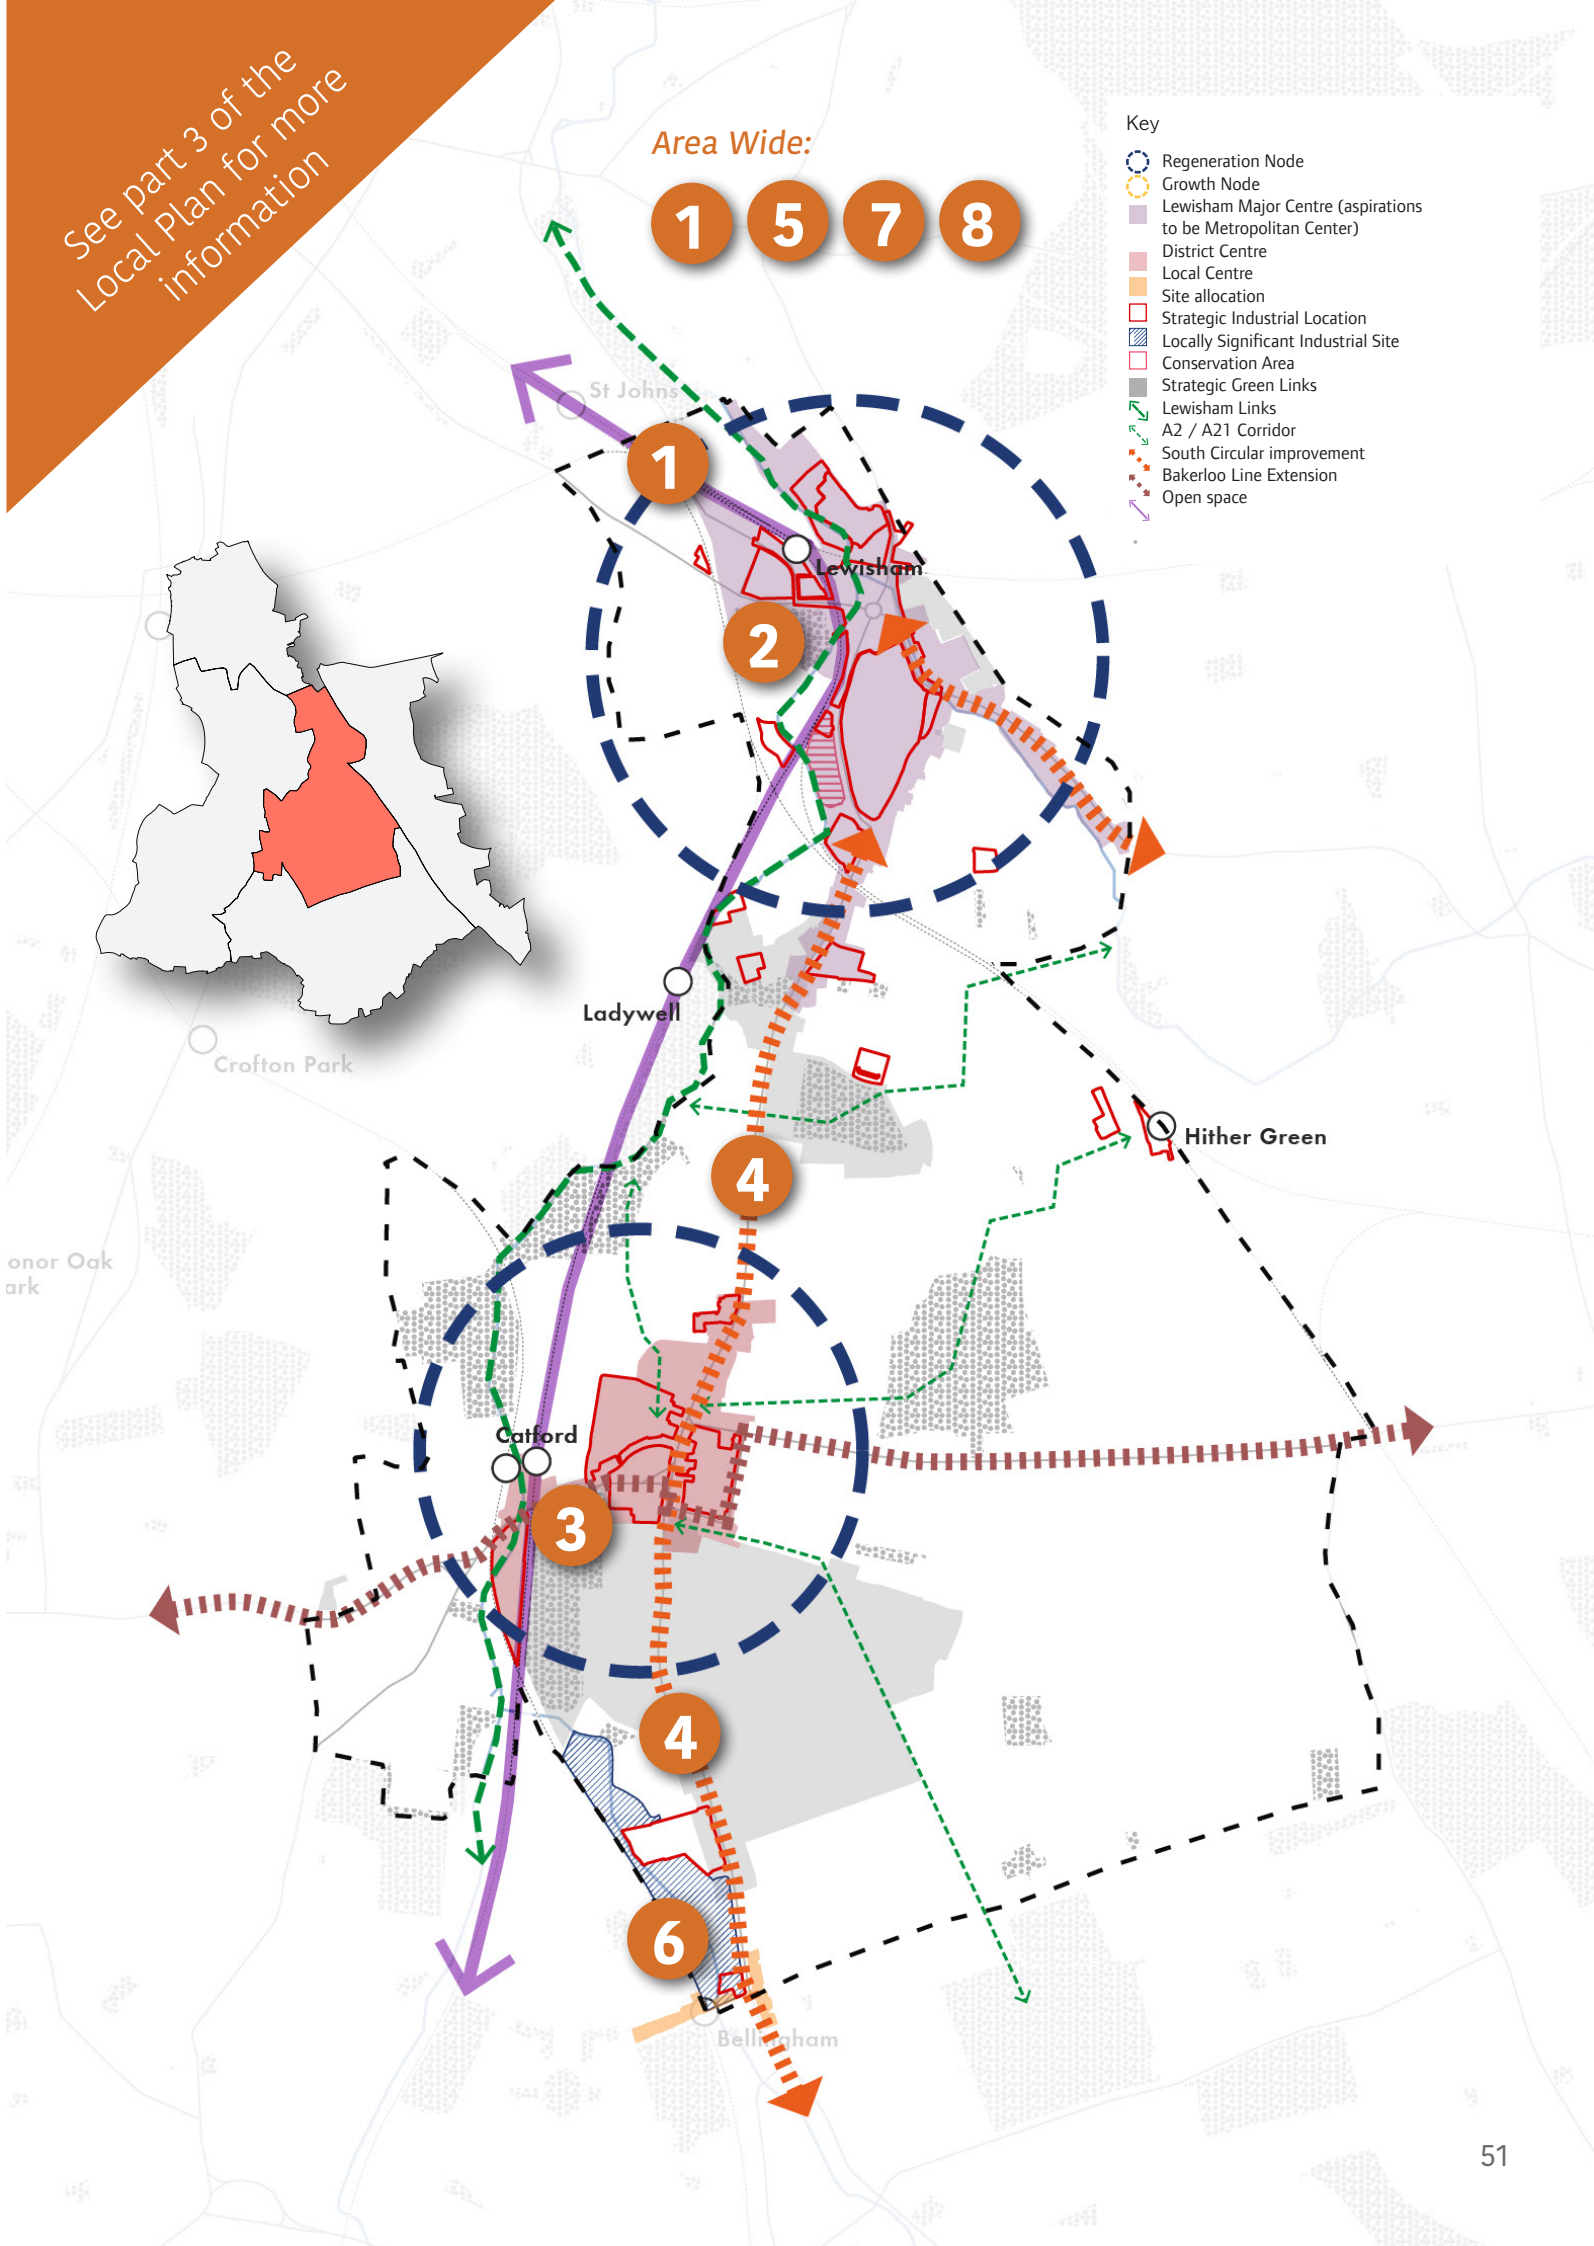 See part 3 of the
Local Plan for more
information
Area Wide:
1 5 7 8
Key
Regeneration Node
Growth Node
Lewisham Major Centre (aspirations
to be Metropolitan Center)
District Centre
Local Centre
Site allocation
Strategic Industrial Location
Locally Significant Industrial Site
Conservation Area
Strategic Green Links
Lewisham Links
A2 / A21 Corridor
South Circular improvement
Bakerloo Line Extension
Open space
St Johns
1
Lewisham
2
Ladywell
Crofton Park
Hither Green
4
onor Oak
ark
Catford
3
4
6
Bellingham
51